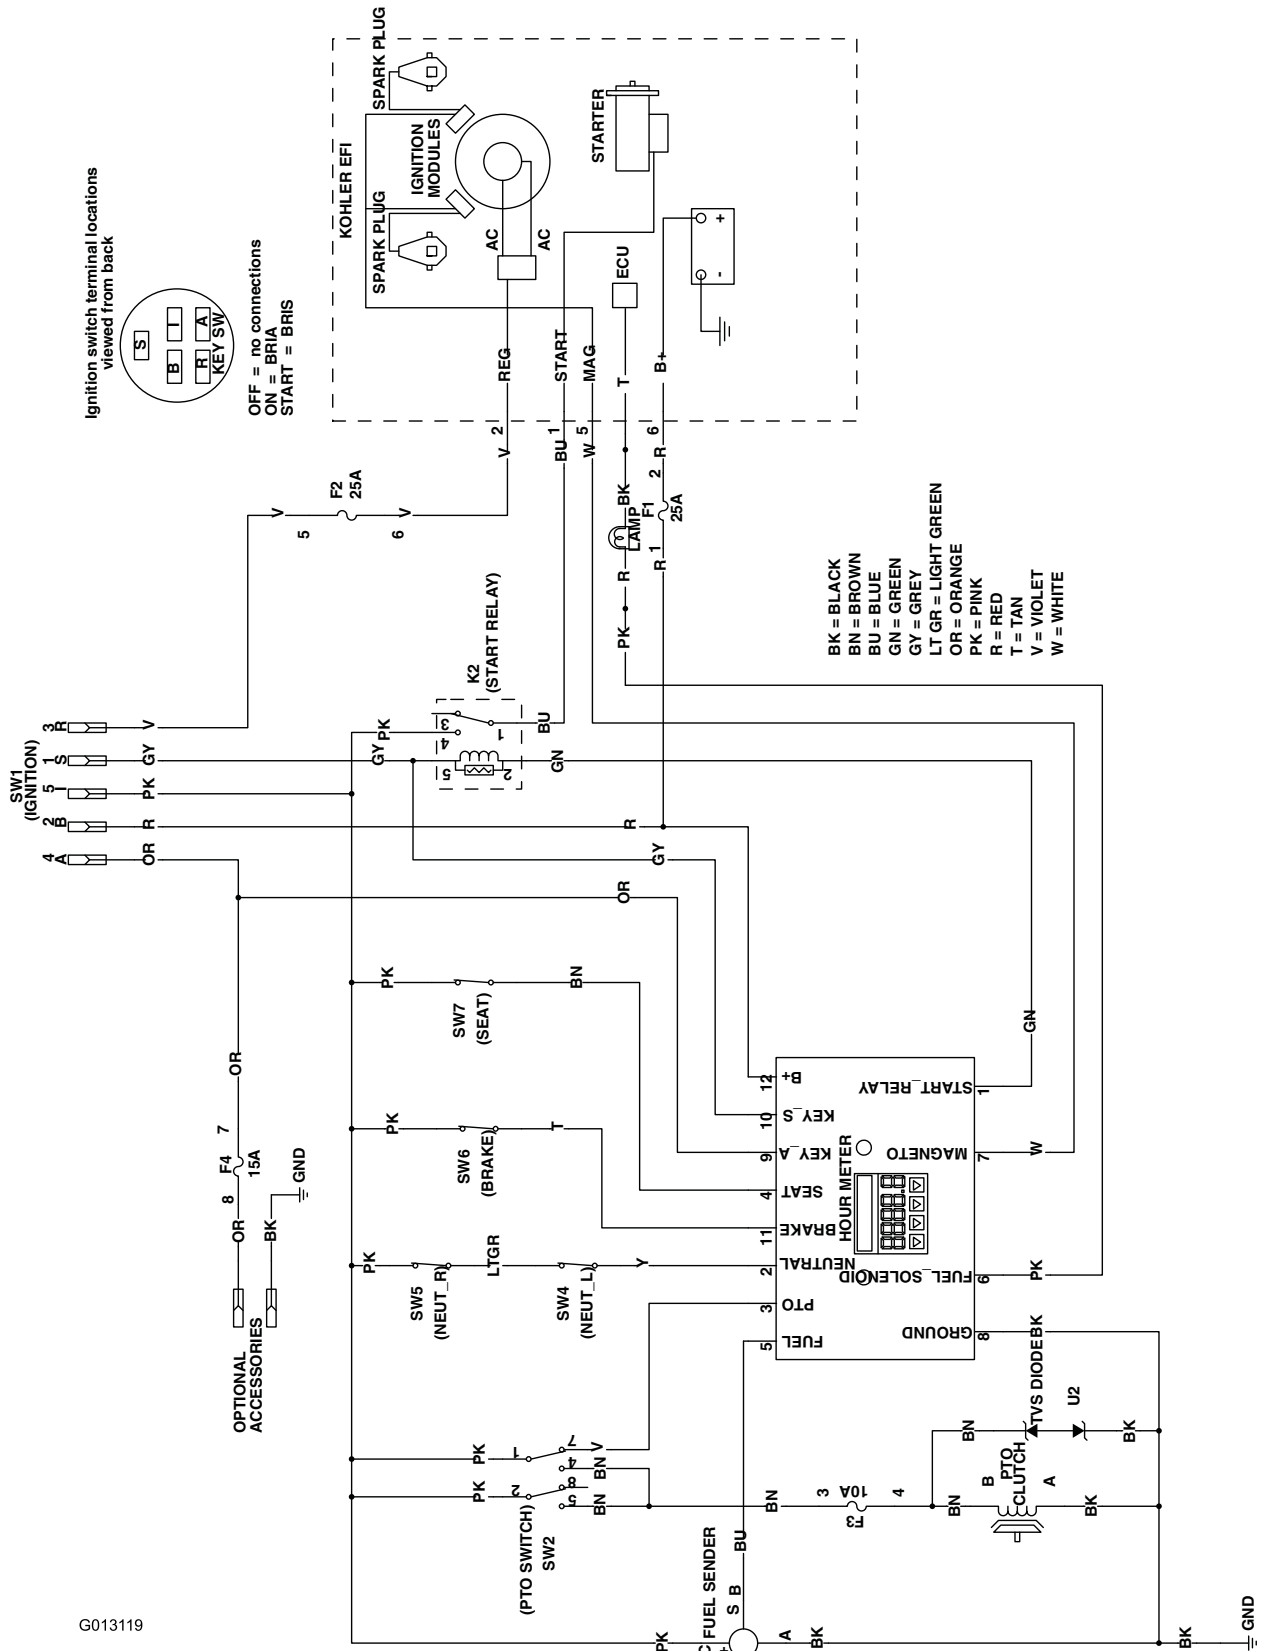 Ignition switch terminal locations
viewed from back
S
B
I
R
A
KEY SW
OFF = no connections
ON = BRIA
START = BRIS
KOHLER EFI
SPARK PLUG
SPARK PLUG
IGNITION
MODULES
AC
AC
STARTER
ECU
+
-
REG
START
MAG
T
B+
2
1
5
6
V
BU
W
R
F2
25A
5
6
V
V
2
F1
25A
1
R
BK
LAMP
R
PK
SW1
(IGNITION)
3
R
1
S
5
I
2
B
4
A
V
GY
PK
R
OR
K2
(START RELAY)
3
4
1
5
2
PK
GY
BU
GN
R
GY
OR
BK = BLACK
BN = BROWN
BU = BLUE
GN = GREEN
GY = GREY
LT GR = LIGHT GREEN
OR = ORANGE
PK = PINK
R = RED
T = TAN
V = VIOLET
W = WHITE
PK
SW7
(SEAT)
BN
PK
SW6
(BRAKE)
T
PK
SW5
(NEUT_R)
LTGR
SW4
(NEUT_L)
Y
OR
7
F4
15A
8
OR
BK
GND
OPTIONAL
ACCESSORIES
12
B+
10
KEY_S
9
KEY_A
4
SEAT
11
BRAKE
2
NEUTRAL
3
PTO
5
FUEL
HOUR METER
START_RELAY
1
MAGNETO
7
FUEL_SOLENOID
6
GROUND
8
GN
W
PK
BK
PK
1
7
V
4
BN
PK
2
8
5
BN
(PTO SWITCH)
SW2
BN
3
F3
10A
4
BN
BN
TVS DIODE
U2
BK
B
PTO
CLUTCH
A
BK
FUEL SENDER
C
+
S
B
BU
PK
A
BK
BK
GND
G013119